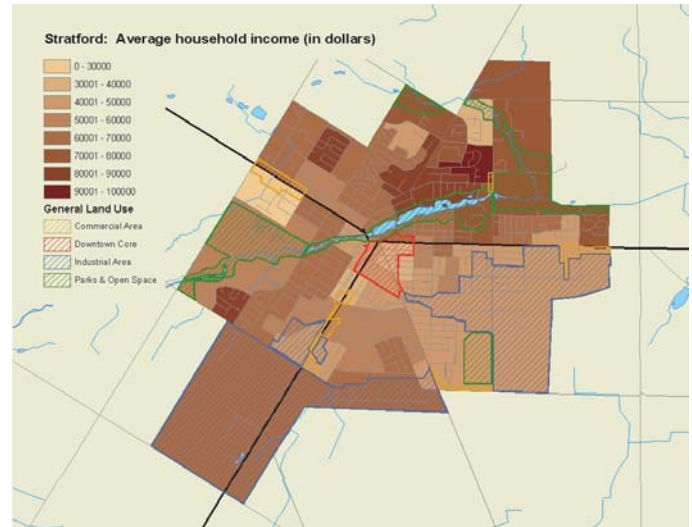 Stratford: Average household income (in dollars)
0 - 30000
30001 - 40000
40001 - 50000
50001 - 60000
60001 - 70000
70001 - 80000
80001 - 90000
90001 - 100000
General Land Use
Commercial Area
Downtown Core
Industrial Area
Parks & Open Space